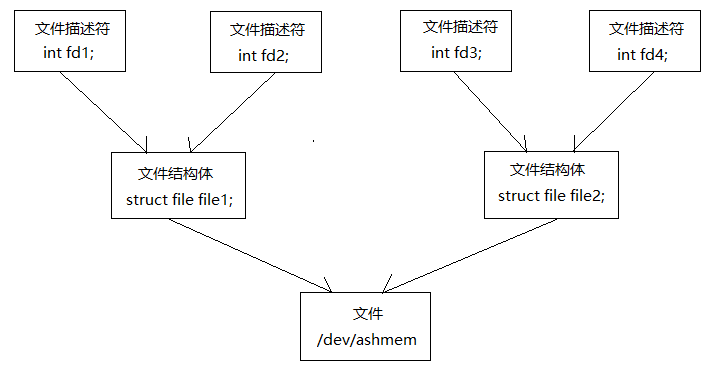 文件描述符
int fd1;
文件描述符
int fd2;
文件描述符
int fd3;
文件描述符
int fd4;
文件结构体
struct file file1;
文件结构体
struct file file2;
文件
/dev/ashmem